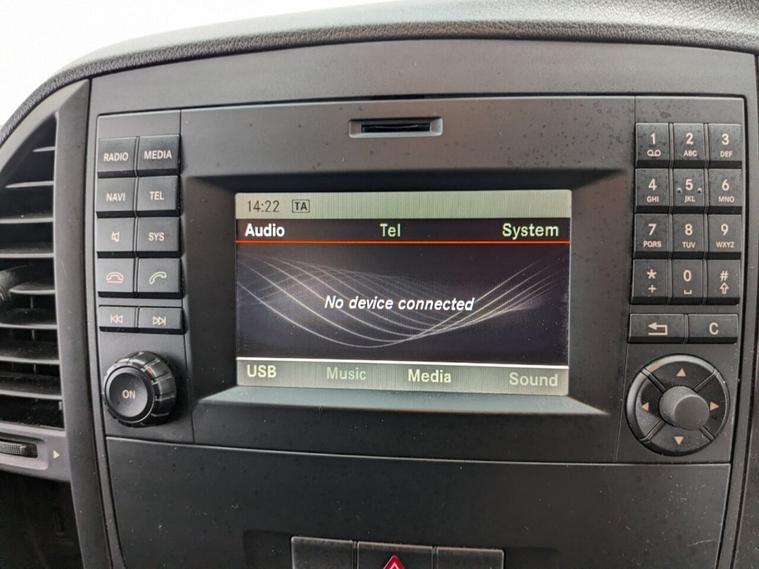 RADIO MEDIA
NAVI TEL
SYS
ON
14:22 TA
Audio Tel System
No device connected
USB Music Media Sound
1 2 ABC 3 DEF
4 GHI 5 JKL 6 MNO
7 PQRS 8 TUV 9 WXYZ
* + 0 #
C